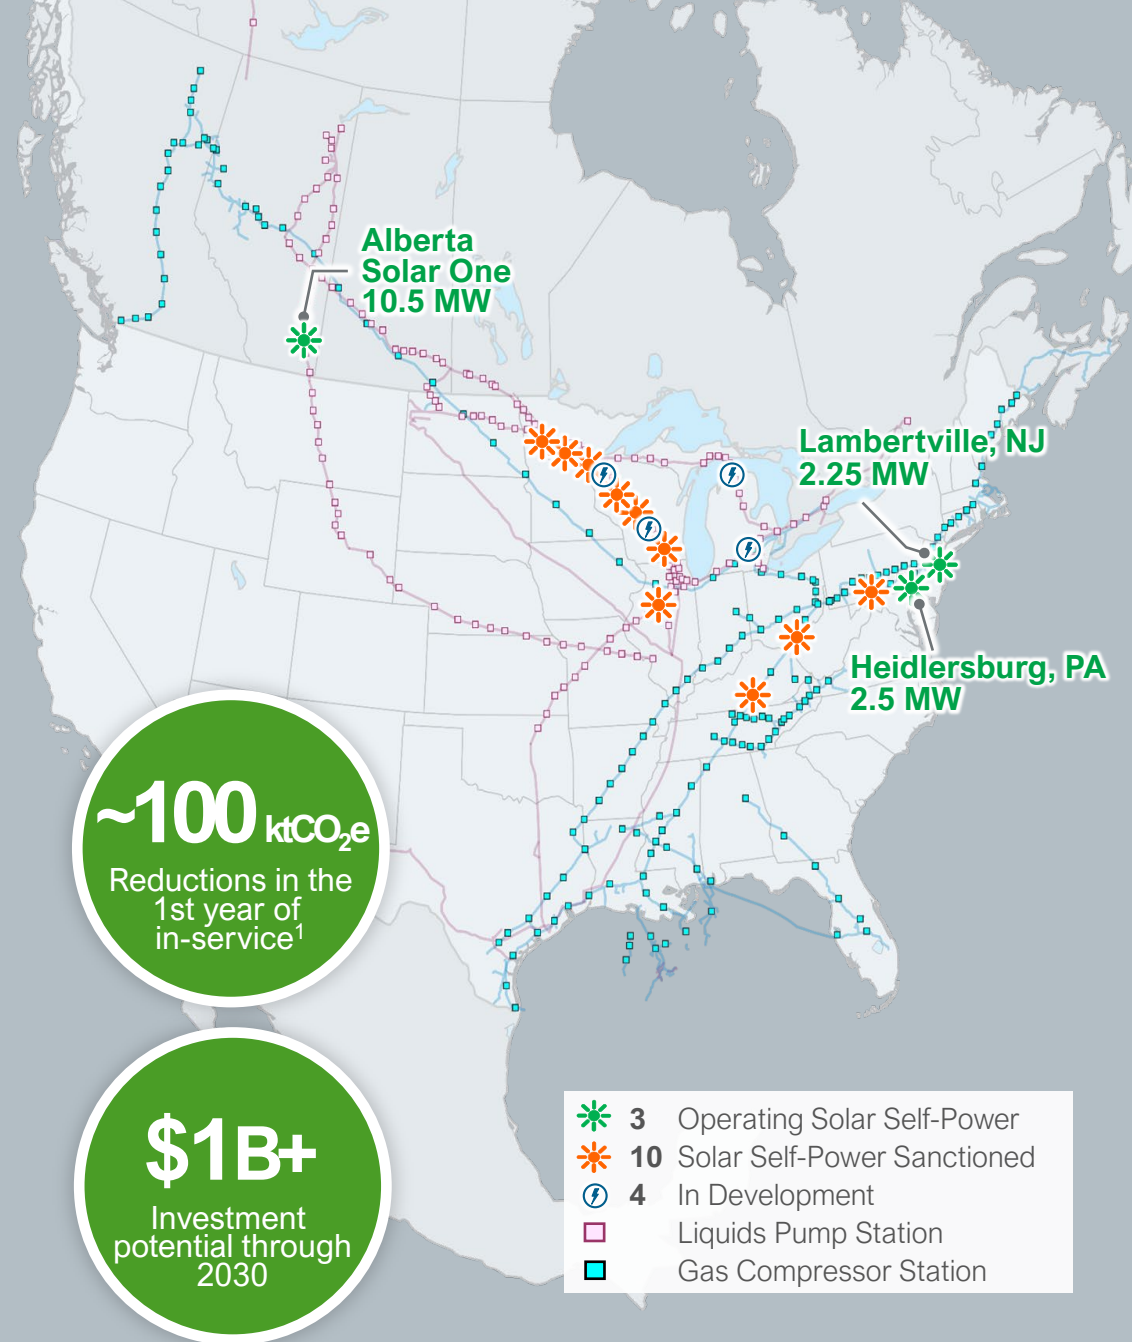 Alberta
Solar One
10.5 MW
Lambertville, NJ
2.25 MW
Heidlersburg, PA
2.5 MW
~100 ktCO₂e
Reductions in the
1st year of
in-service¹
$1B+
Investment
potential through
2030
3 Operating Solar Self-Power
10 Solar Self-Power Sanctioned
4 In Development
Liquids Pump Station
Gas Compressor Station